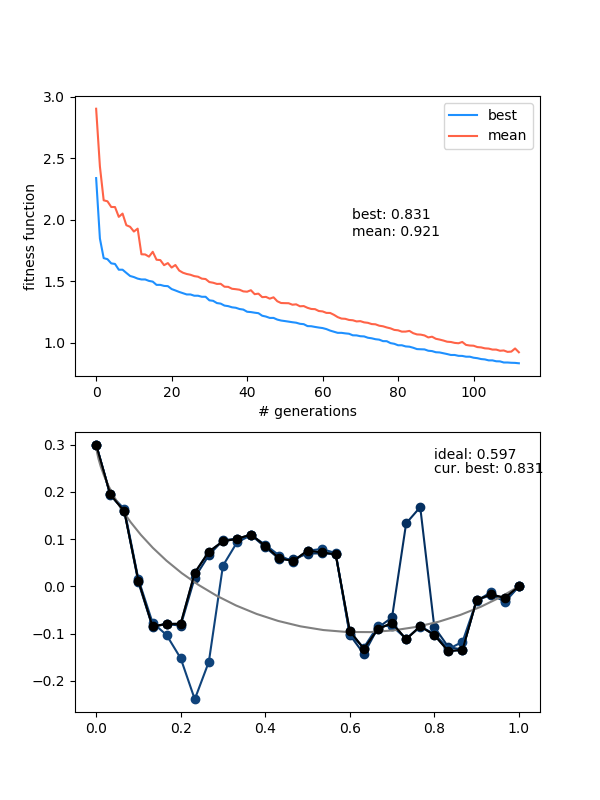 3.0
2.5
2.0
1.5
1.0
fitness function
best
mean
best: 0.831
mean: 0.921
0 20 40 60 80 100
# generations
0.3
0.2
0.1
0.0
−0.1
−0.2
ideal: 0.597
cur. best: 0.831
0.0 0.2 0.4 0.6 0.8 1.0